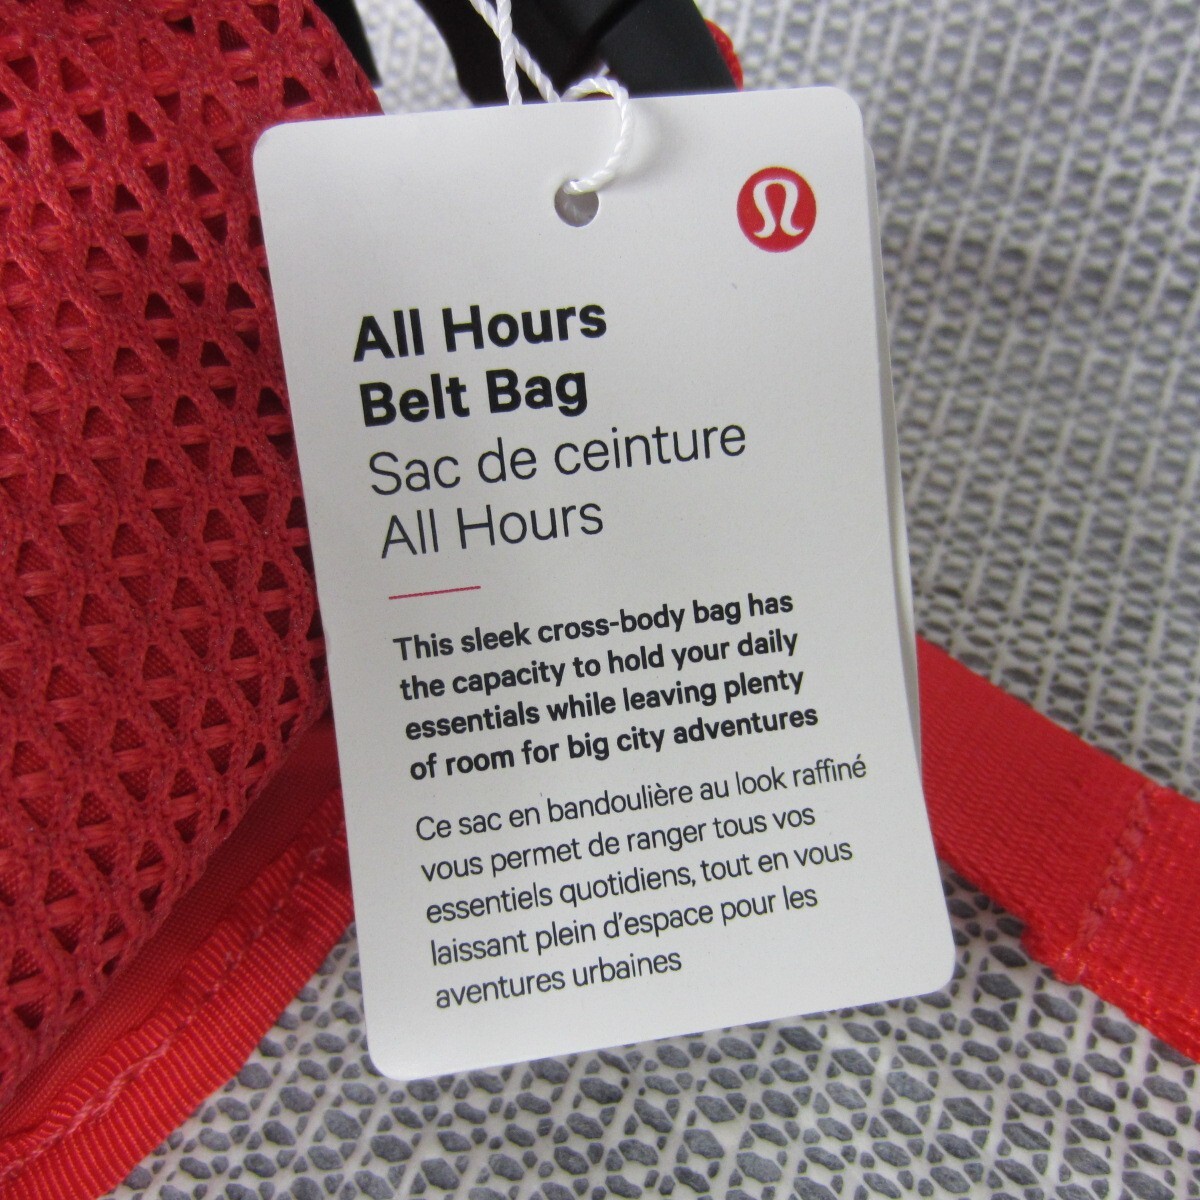 All Hours
Belt Bag
Sac de ceinture
All Hours
This sleek cross-body bag has
the capacity to hold your daily
essentials while leaving plenty
of room for big city adventures
Ce sac en bandoulière au look raffiné
vous permet de ranger tous vos
essentiels quotidiens, tout en vous
laissant plein d'espace pour les
aventures urbaines